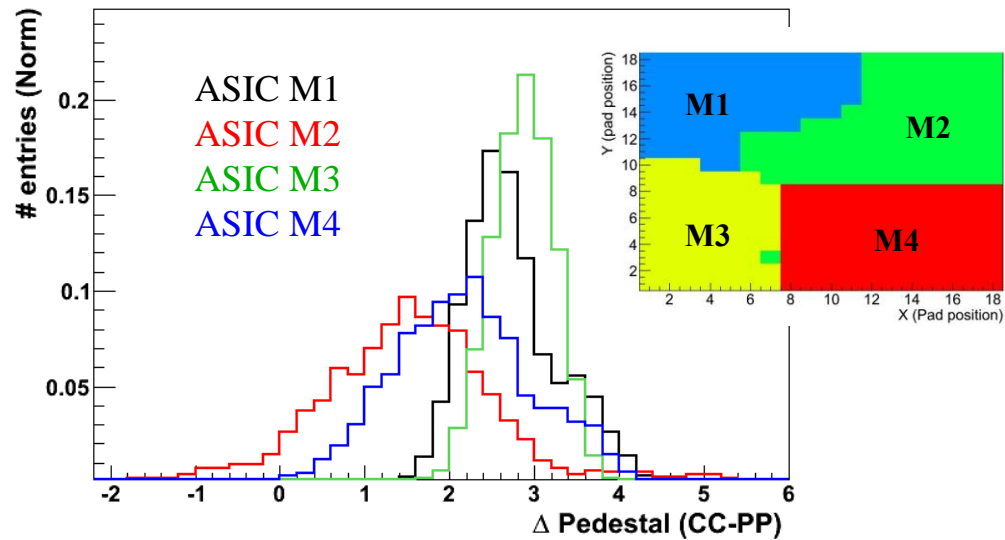 # entries (Norm)
0.2
0.15
0.1
0.05
-2 -1 0 1 2 3 4 5 6
Δ Pedestal (CC-PP)
ASIC M1
ASIC M2
ASIC M3
ASIC M4
Y (pad position)
18
16
14
12
10
8
6
4
2
2 4 6 8 10 12 14 16 18
X (Pad position)
M1
M2
M3
M4